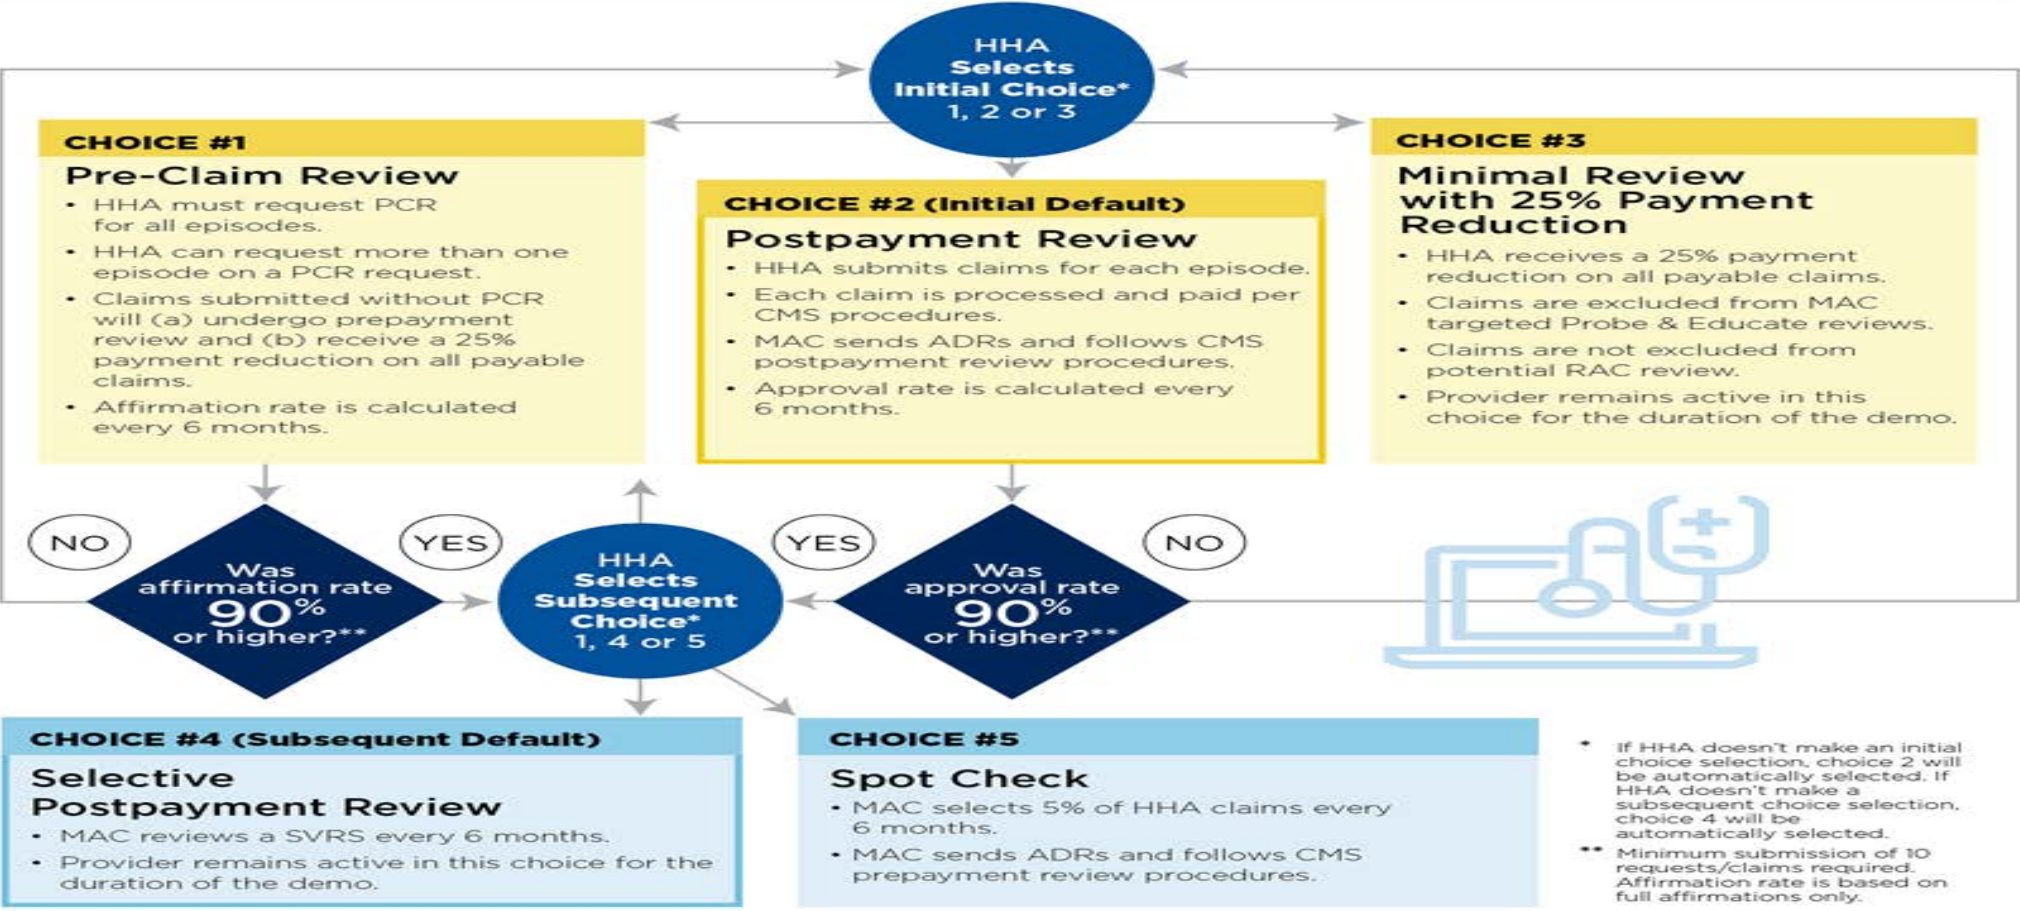 HHA
Selects
Initial Choice*
1, 2 or 3
CHOICE #1
Pre-Claim Review
• HHA must request PCR
for all episodes.
• HHA can request more than one
episode on a PCR request.
• Claims submitted without PCR
will (a) undergo prepayment
review and (b) receive a 25%
payment reduction on all payable
claims.
• Affirmation rate is calculated
every 6 months.
CHOICE #2 (Initial Default)
Postpayment Review
• HHA submits claims for each episode.
• Each claim is processed and paid per
CMS procedures.
• MAC sends ADRs and follows CMS
postpayment review procedures.
• Approval rate is calculated every
6 months.
CHOICE #3
Minimal Review
with 25% Payment
Reduction
• HHA receives a 25% payment
reduction on all payable claims.
• Claims are excluded from MAC
targeted Probe & Educate reviews.
• Claims are not excluded from
potential RAC review.
• Provider remains active in this
choice for the duration of the demo.
NO
Was
affirmation rate
90%
or higher?**
YES
HHA
Selects
Subsequent
Choice*
1, 4 or 5
YES
Was
approval rate
90%
or higher?**
NO
CHOICE #4 (Subsequent Default)
Selective
Postpayment Review
• MAC reviews a SVRS every 6 months.
• Provider remains active in this choice for the
duration of the demo.
CHOICE #5
Spot Check
• MAC selects 5% of HHA claims every
6 months.
• MAC sends ADRs and follows CMS
prepayment review procedures.
* If HHA doesn't make an initial
choice selection, choice 2 will
be automatically selected. If
HHA doesn't make a
subsequent choice selection,
choice 4 will be
automatically selected.
** Minimum submission of 10
requests/claims required.
Affirmation rate is based on
full affirmations only.